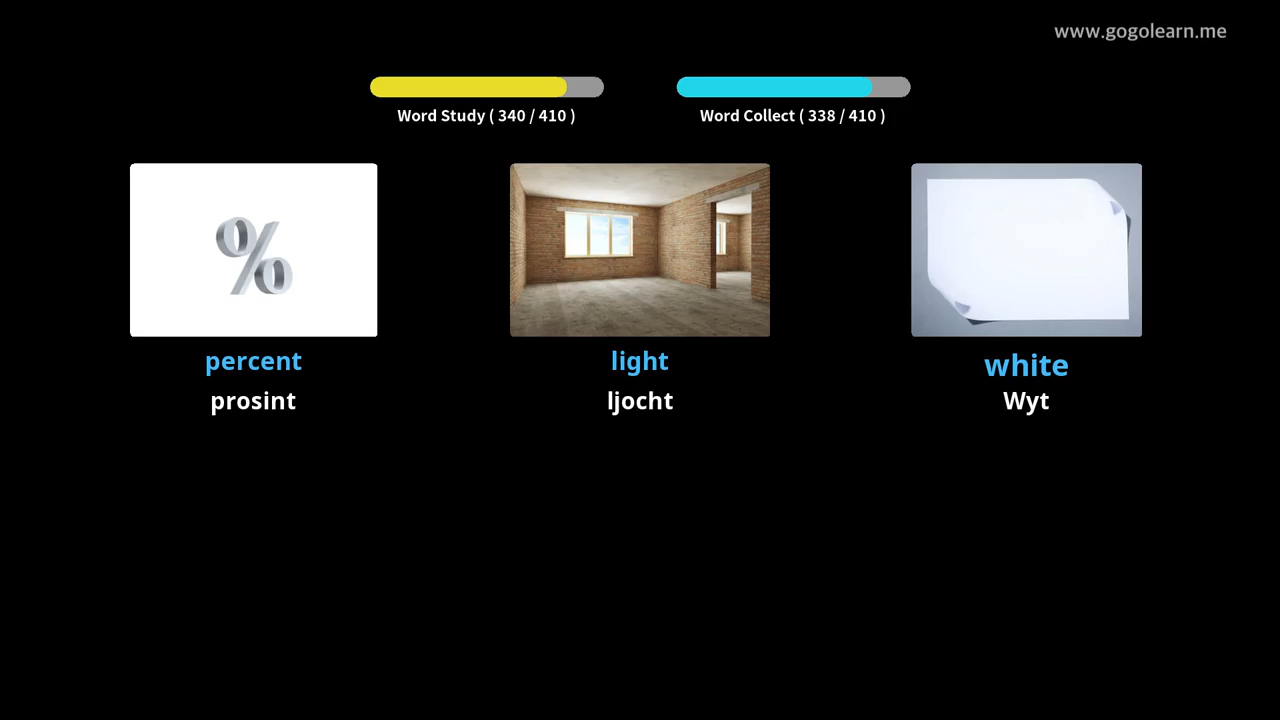 www.gogolearn.me
Word Study ( 340 / 410 )
Word Collect ( 338 / 410 )
%
percent
prosint
light
ljocht
white
Wyt